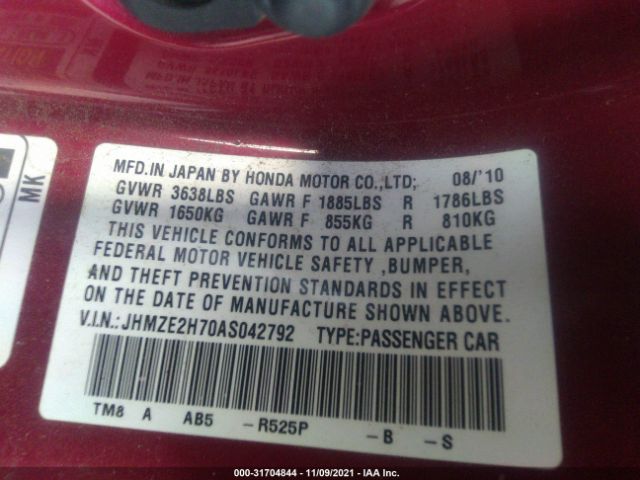 MFD.IN JAPAN BY HONDA MOTOR CO.,LTD; 08/'10
GVWR 3638LBS GAWR F 1885LBS R 1786LBS
GVWR 1650KG GAWR F 855KG R 810KG
THIS VEHICLE CONFORMS TO ALL APPLICABLE
FEDERAL MOTOR VEHICLE SAFETY ,BUMPER,
AND THEFT PREVENTION STANDARDS IN EFFECT
ON THE DATE OF MANUFACTURE SHOWN ABOVE.
V.I.N.:JHMZE2H70AS042792 TYPE:PASSENGER CAR
TM8 A AB5 -R525P -B -S
MK
000-31704844 - 11/09/2021 - IAA Inc.